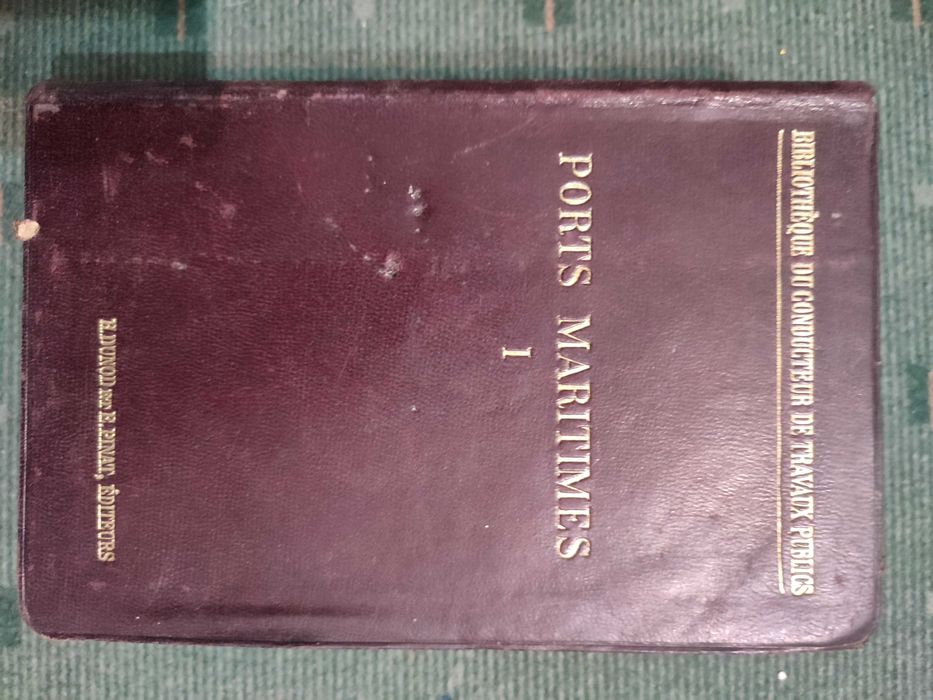 BIBLIOTHÈQUE DU CONDUCTEUR DE TRAVAUX PUBLICS
PORTS MARITIMES
I
H. DUNOD ET E. PINAT, ÉDITEURS